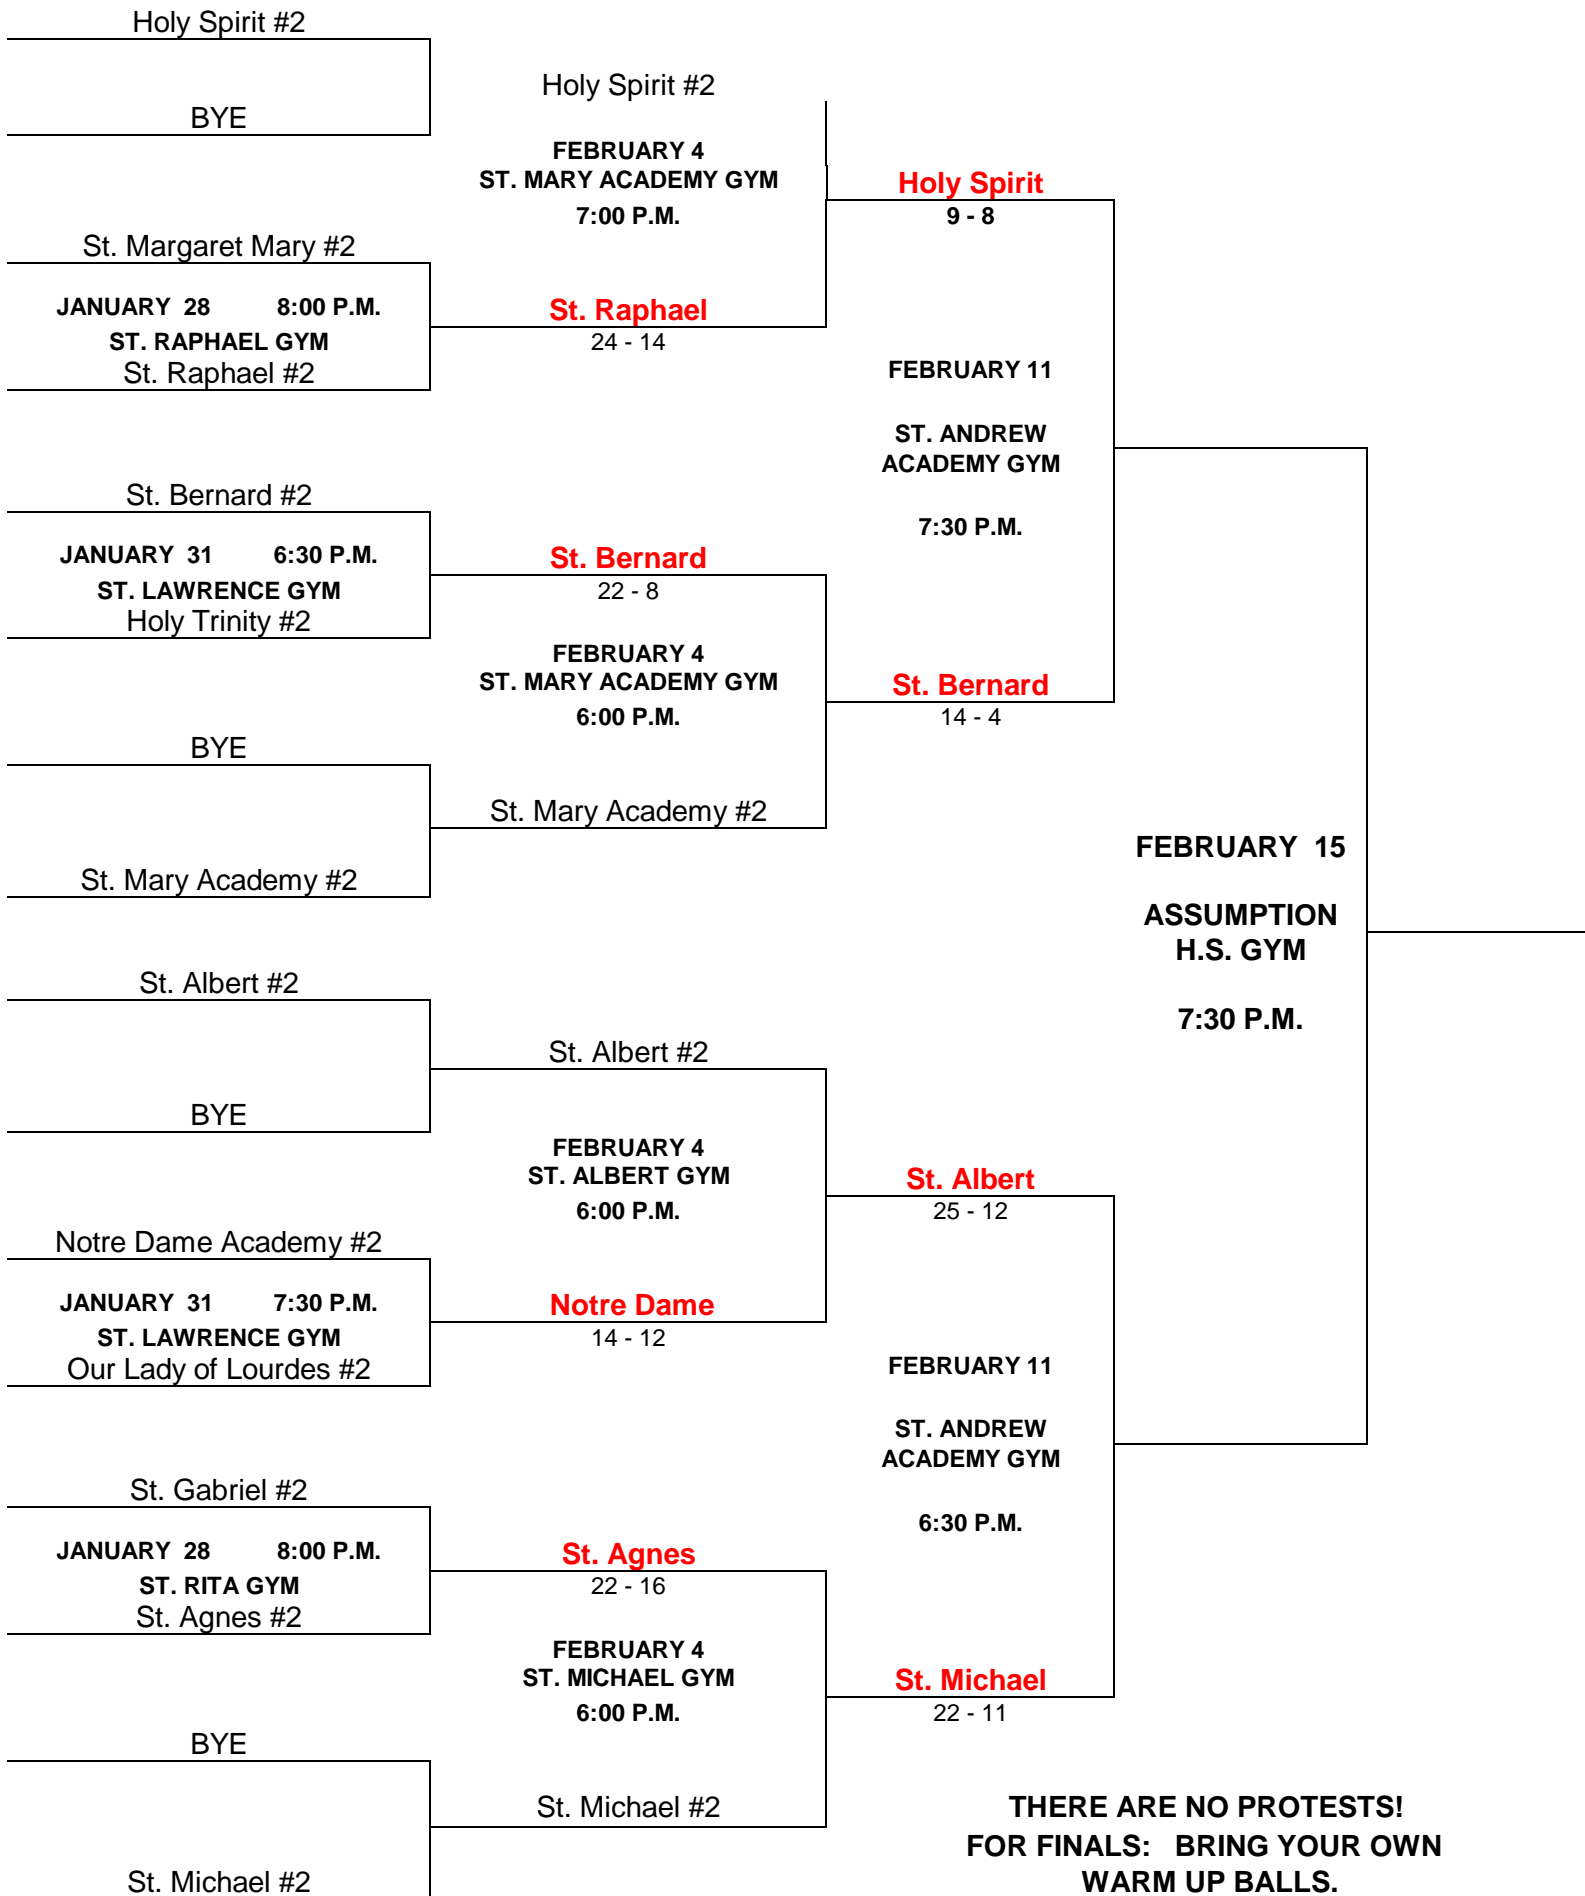 Holy Spirit #2
BYE
St. Margaret Mary #2
JANUARY 28 8:00 P.M.
ST. RAPHAEL GYM
St. Raphael #2
St. Bernard #2
JANUARY 31 6:30 P.M.
ST. LAWRENCE GYM
Holy Trinity #2
BYE
St. Mary Academy #2
St. Albert #2
BYE
Notre Dame Academy #2
JANUARY 31 7:30 P.M.
ST. LAWRENCE GYM
Our Lady of Lourdes #2
St. Gabriel #2
JANUARY 28 8:00 P.M.
ST. RITA GYM
St. Agnes #2
BYE
St. Michael #2
Holy Spirit #2
FEBRUARY 4
ST. MARY ACADEMY GYM
7:00 P.M.
St. Raphael
24 - 14
St. Bernard
22 - 8
FEBRUARY 4
ST. MARY ACADEMY GYM
6:00 P.M.
St. Mary Academy #2
St. Albert #2
FEBRUARY 4
ST. ALBERT GYM
6:00 P.M.
Notre Dame
14 - 12
St. Agnes
22 - 16
FEBRUARY 4
ST. MICHAEL GYM
6:00 P.M.
St. Michael #2
Holy Spirit
9 - 8
FEBRUARY 11
ST. ANDREW
ACADEMY GYM
7:30 P.M.
St. Bernard
14 - 4
St. Albert
25 - 12
FEBRUARY 11
ST. ANDREW
ACADEMY GYM
6:30 P.M.
St. Michael
22 - 11
FEBRUARY 15
ASSUMPTION
H.S. GYM
7:30 P.M.
THERE ARE NO PROTESTS!
FOR FINALS: BRING YOUR OWN
WARM UP BALLS.